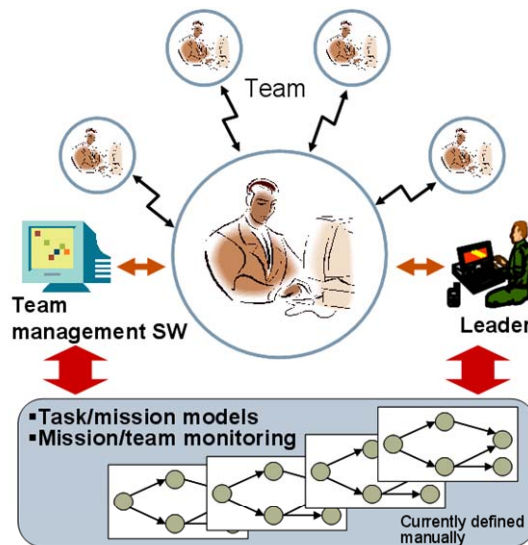 Team
Team
management SW
Leader
▪Task/mission models
▪Mission/team monitoring
Currently defined
manually